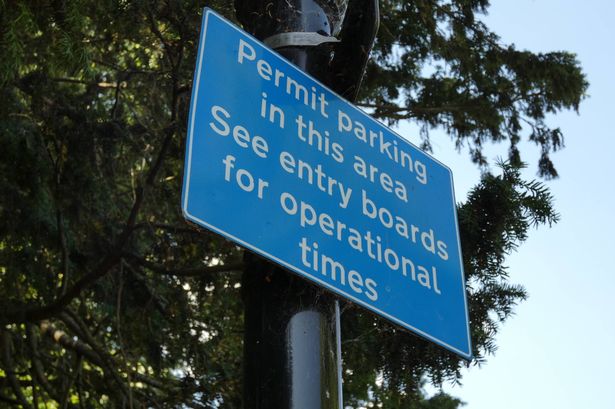 Permit parking
in this area
See entry boards
for operational
times